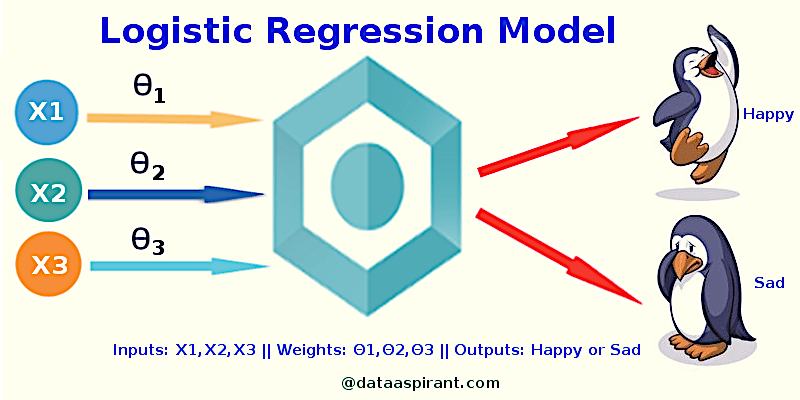 Logistic Regression Model
X1
θ1
X2
θ2
X3
θ3
Happy
Sad
Inputs: X1,X2,X3 || Weights: Θ1,Θ2,Θ3 || Outputs: Happy or Sad
@dataaspirant.com